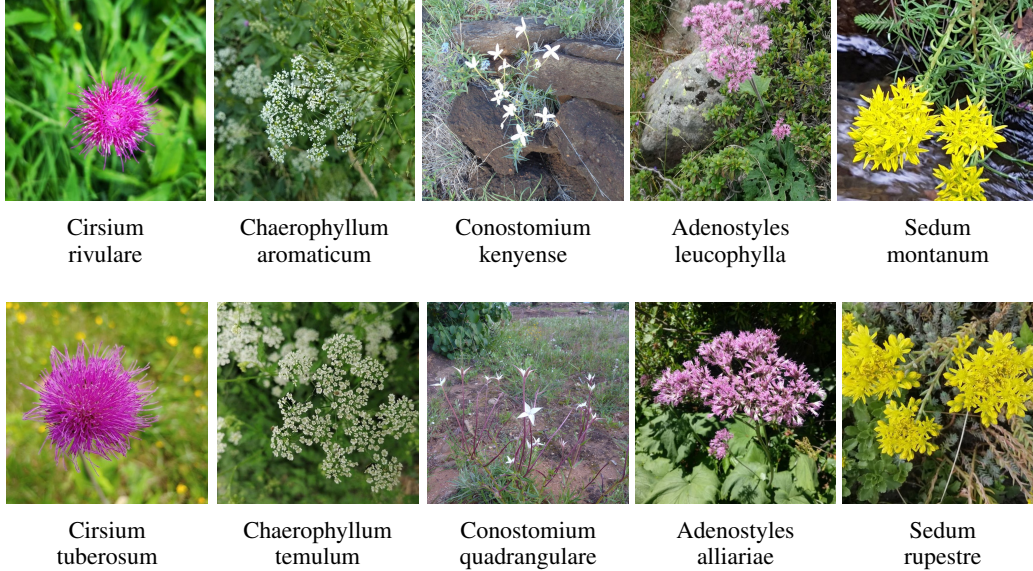 Cirsium
rivulare
Chaerophyllum
aromaticum
Conostomium
kenyense
Adenostyles
leucophylla
Sedum
montanum
Cirsium
tuberosum
Chaerophyllum
temulum
Conostomium
quadrangulare
Adenostyles
alliariae
Sedum
rupestre